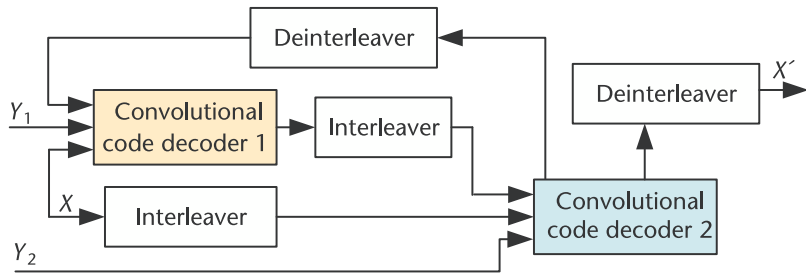 Deinterleaver
X´
Deinterleaver
Y1
Convolutional
code decoder 1
Interleaver
X
Interleaver
Convolutional
code decoder 2
Y2